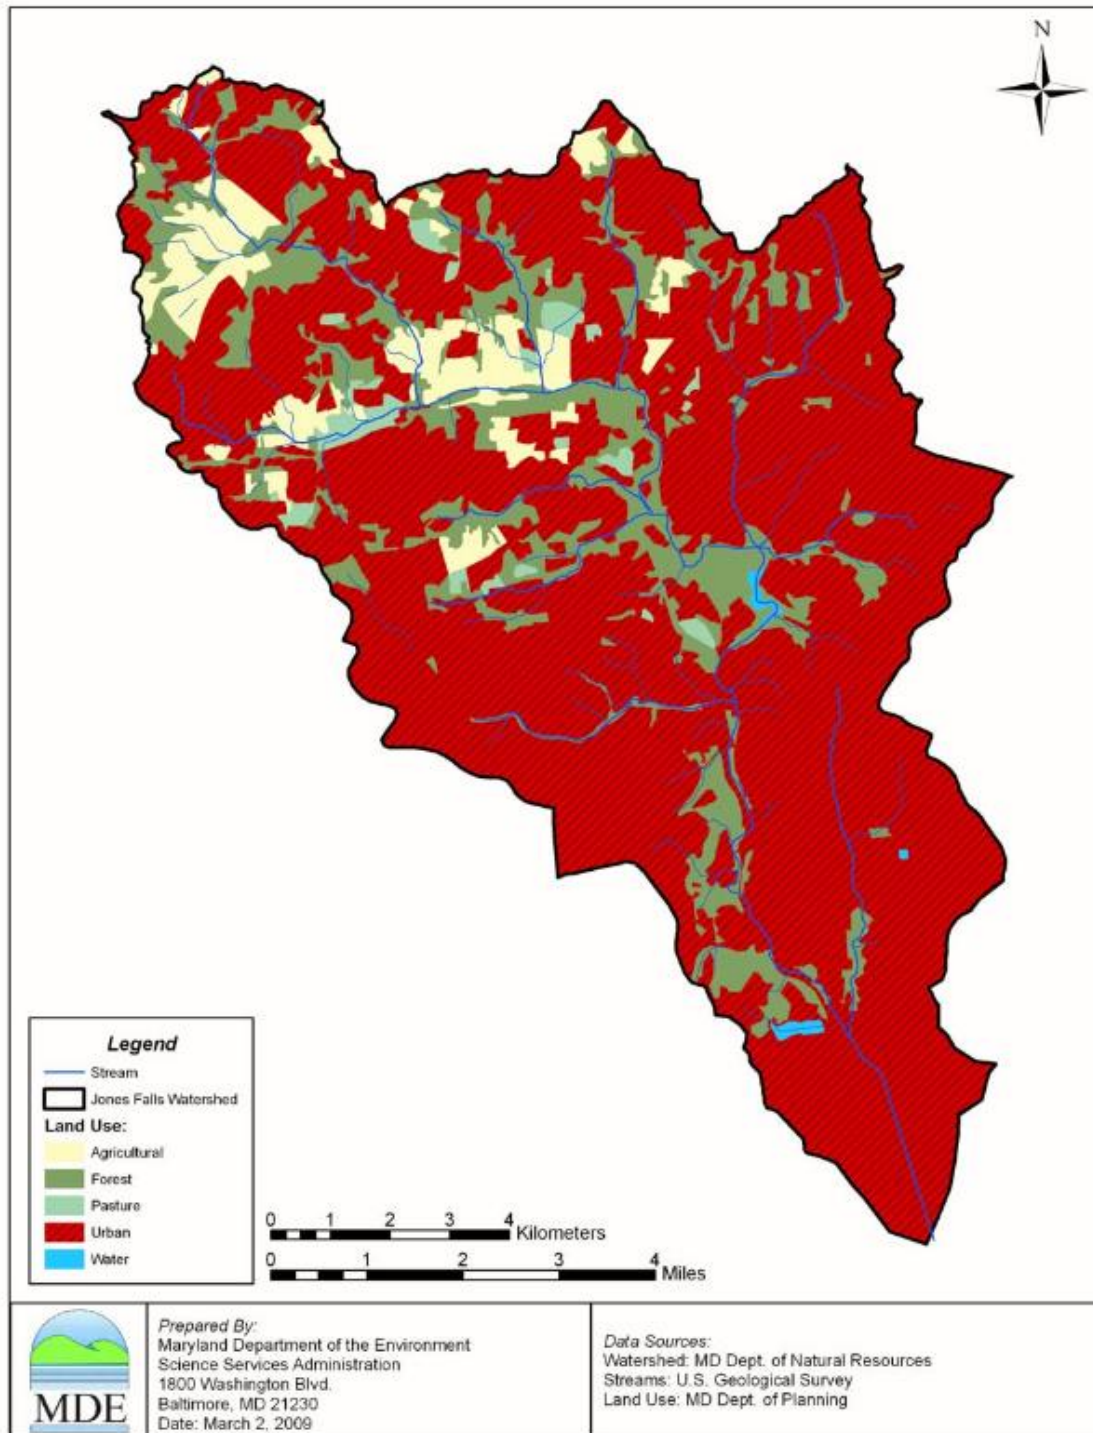 N
Legend
Stream
Jones Falls Watershed
Land Use:
Agricultural
Forest
Pasture
Urban
Water
0 1 2 3 4 Kilometers
0 1 2 3 4 Miles
MDE
Prepared By:
Maryland Department of the Environment
Science Services Administration
1800 Washington Blvd.
Baltimore, MD 21230
Date: March 2, 2009
Data Sources:
Watershed: MD Dept. of Natural Resources
Streams: U.S. Geological Survey
Land Use: MD Dept. of Planning